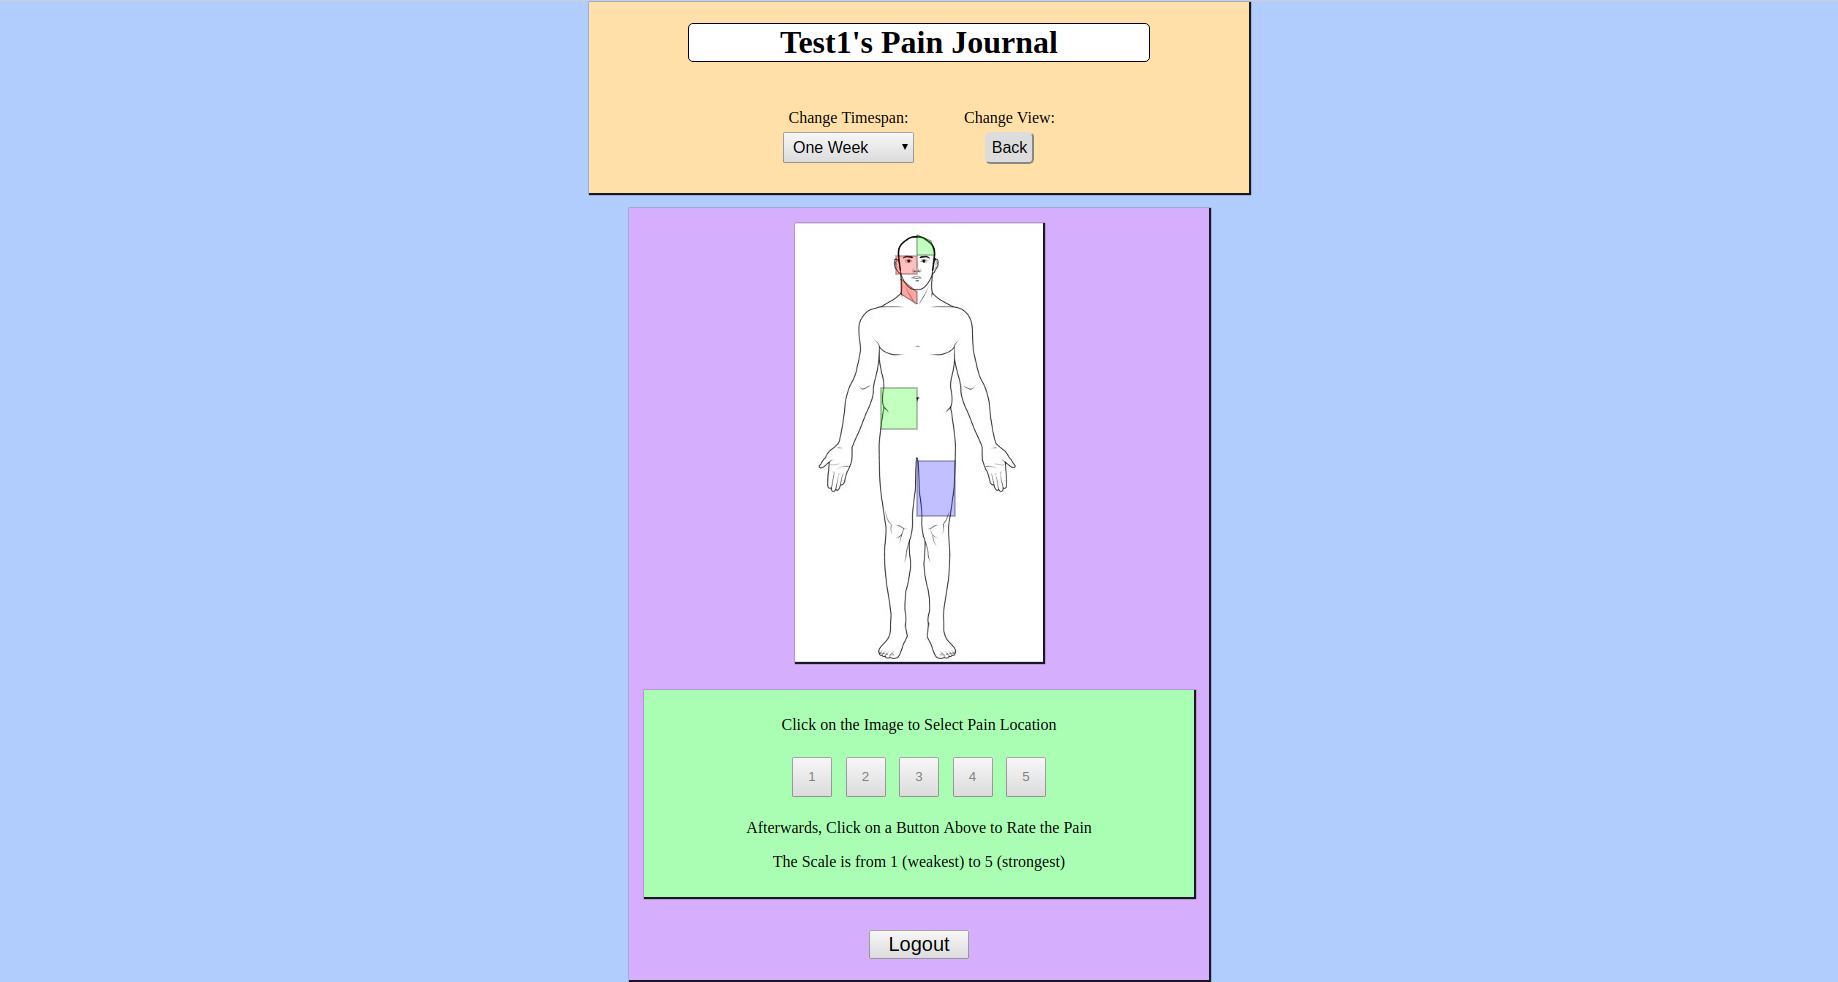 Test1's Pain Journal
Change Timespan:
Change View:
One Week
Back
Click on the Image to Select Pain Location
1
2
3
4
5
Afterwards, Click on a Button Above to Rate the Pain
The Scale is from 1 (weakest) to 5 (strongest)
Logout